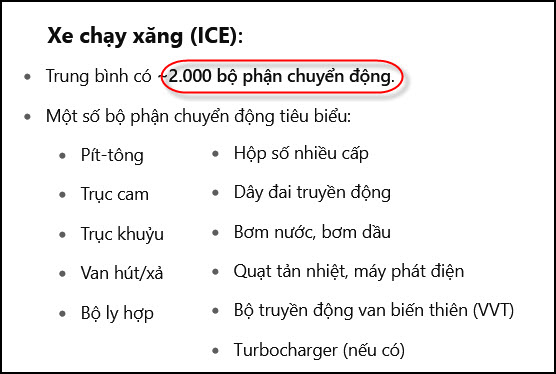 Xe chạy xăng (ICE):
Trung bình có ~2.000 bộ phận chuyển động.
Một số bộ phận chuyển động tiêu biểu:
Pít-tông
Trục cam
Trục khuỷu
Van hút/xả
Bộ ly hợp
Hộp số nhiều cấp
Dây đai truyền động
Bơm nước, bơm dầu
Quạt tản nhiệt, máy phát điện
Bộ truyền động van biến thiên (VVT)
Turbocharger (nếu có)